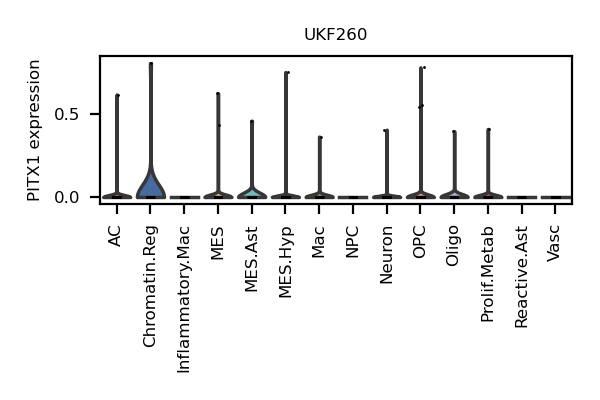 UKF260
PITX1 expression
0.5
0.0
AC
Chromatin.Reg
Inflammatory.Mac
MES
MES.Ast
MES.Hyp
Mac
NPC
Neuron
OPC
Oligo
Prolif.Metab
Reactive.Ast
Vasc